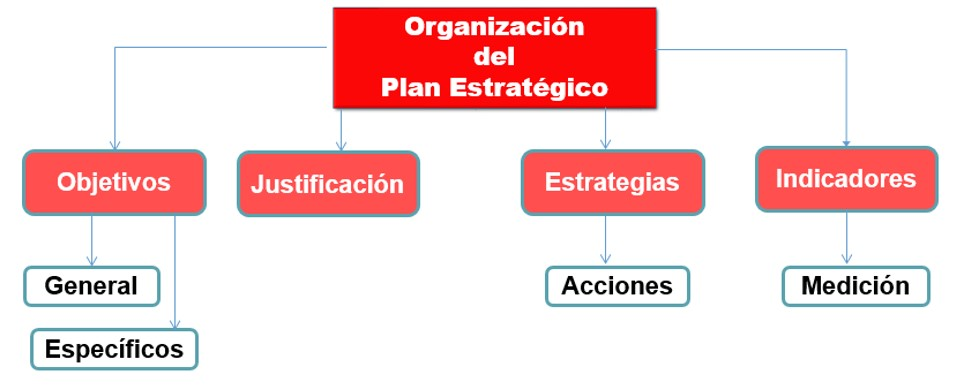 Organización
del
Plan Estratégico
Objetivos
Justificación
Estrategias
Indicadores
General
Acciones
Medición
Específicos